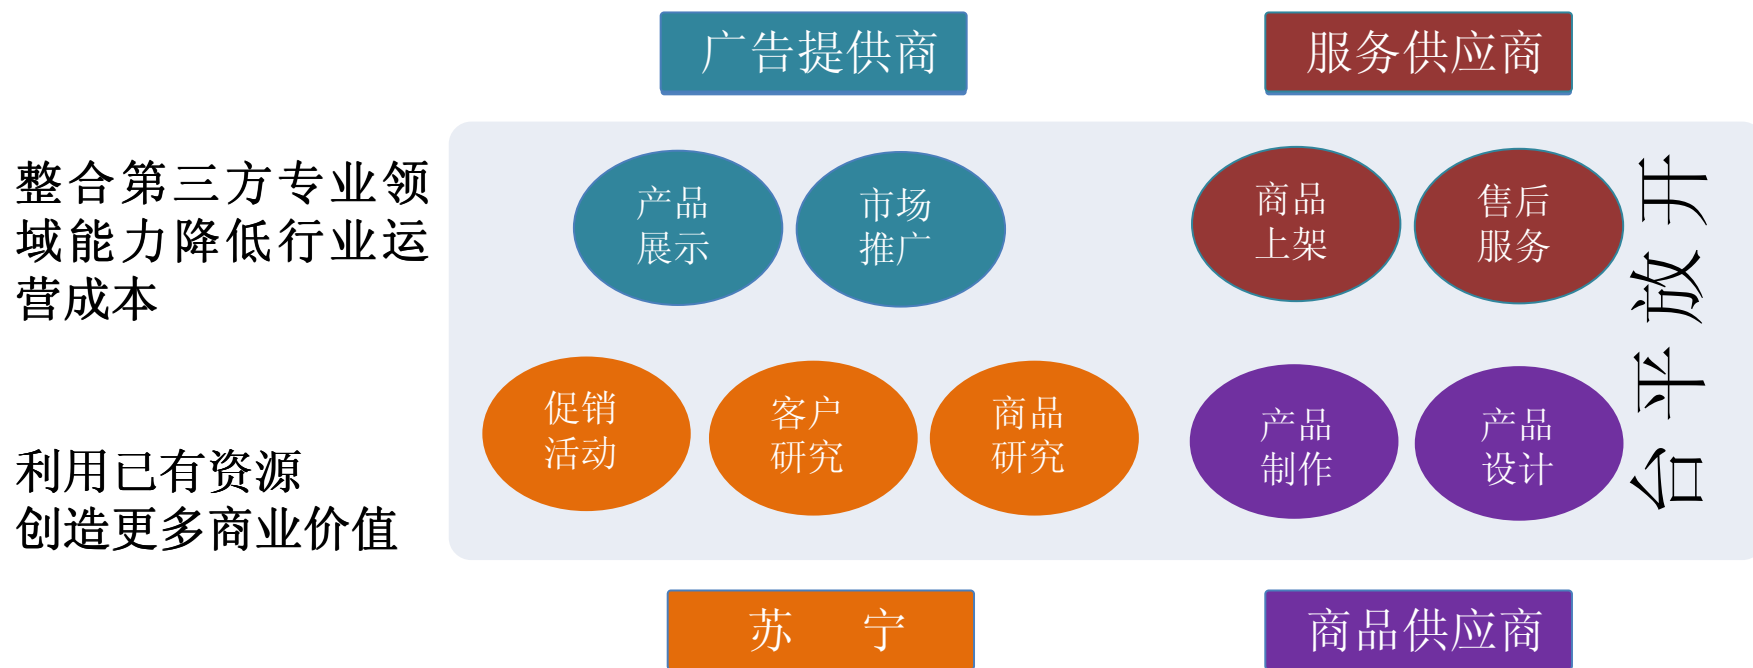 广告提供商
服务供应商
整合第三方专业领
域能力降低行业运
营成本
产品
展示
市场
推广
商品
上架
售后
服务
开放平台
促销
活动
客户
研究
商品
研究
产品
制作
产品
设计
利用已有资源
创造更多商业价值
苏 宁
商品供应商